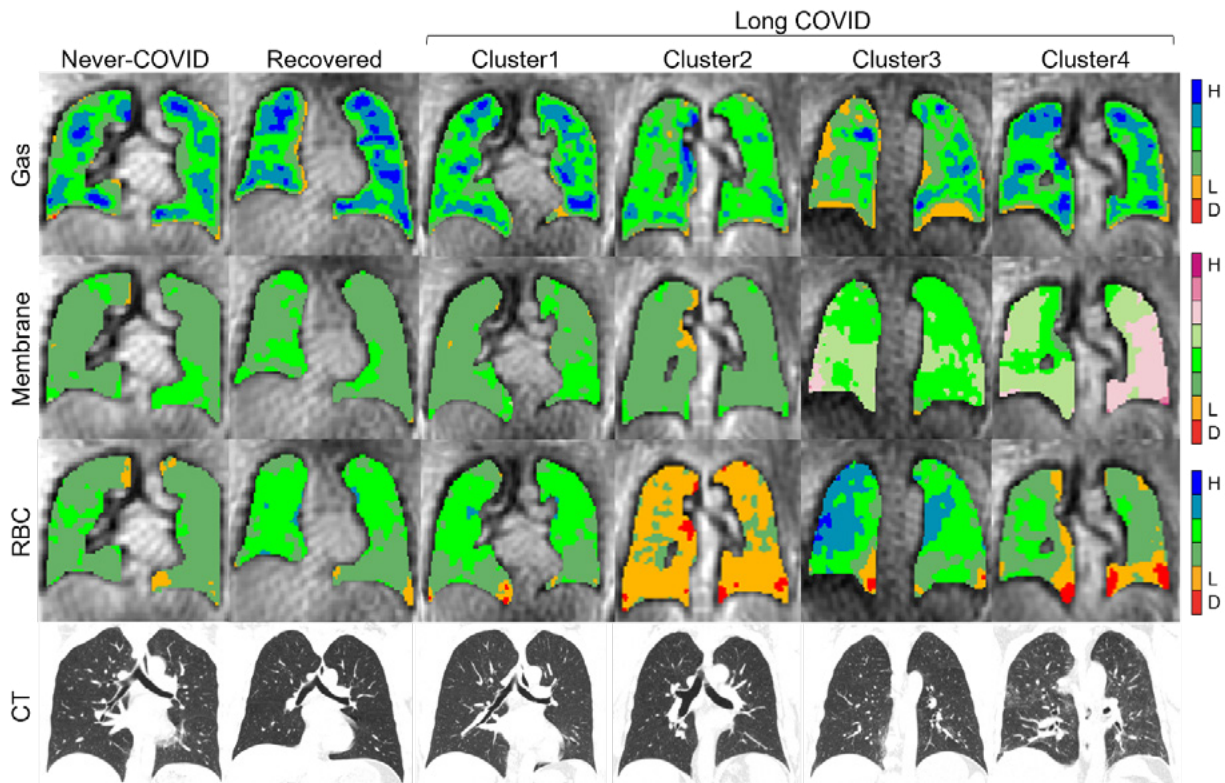 Long COVID
Never-COVID Recovered Cluster1 Cluster2 Cluster3 Cluster4
Gas
H
L
D
Membrane
H
L
D
RBC
H
L
D
CT